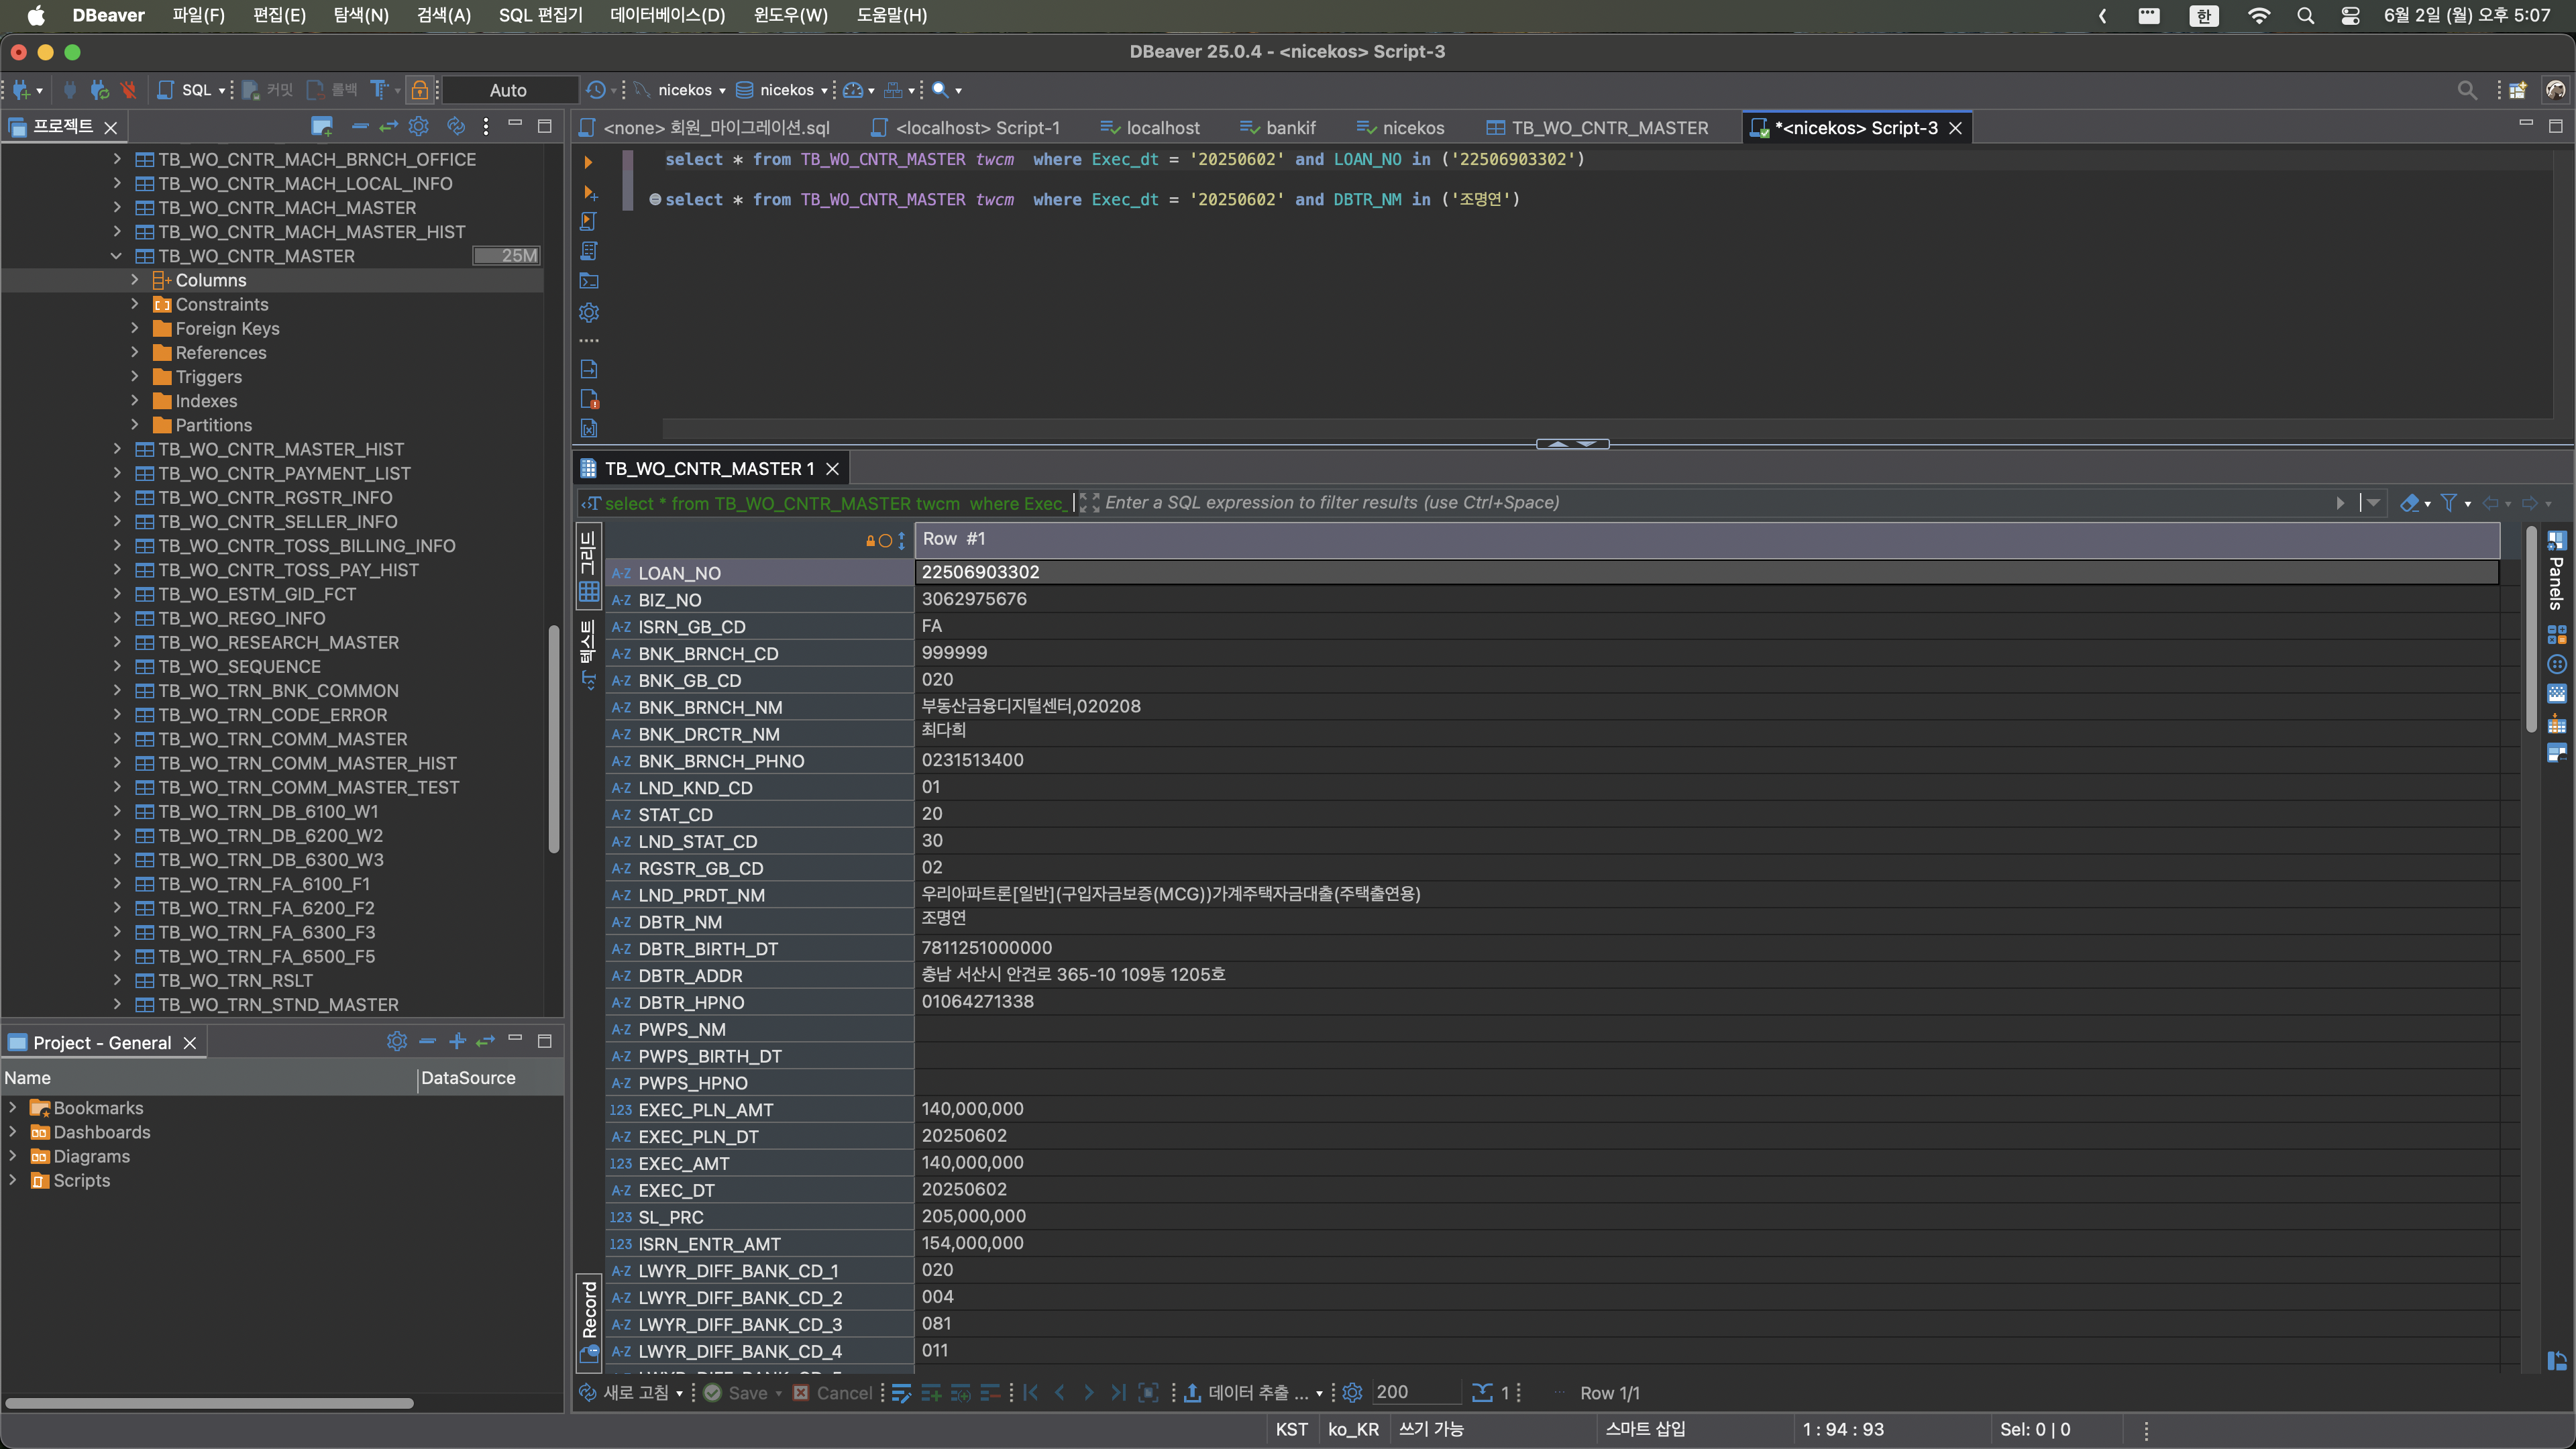 DBeaver 파일(F) 편집(E) 탐색(N) 검색(A) SQL 편집기 데이터베이스(D) 윈도우(W) 도움말(H) 한 6월 2일 (월) 오후 5:07
DBeaver 25.0.4 - <nicekos> Script-3
SQL 커밋 롤백 T Auto nicekos nicekos
프로젝트
<none> 회원_마이그레이션.sql <localhost> Script-1 localhost bankif nicekos TB_WO_CNTR_MASTER *<nicekos> Script-3
TB_WO_CNTR_MACH_BRNCH_OFFICE
TB_WO_CNTR_MACH_LOCAL_INFO
TB_WO_CNTR_MACH_MASTER
TB_WO_CNTR_MACH_MASTER_HIST
TB_WO_CNTR_MASTER 25M
Columns
Constraints
Foreign Keys
References
Triggers
Indexes
Partitions
TB_WO_CNTR_MASTER_HIST
TB_WO_CNTR_PAYMENT_LIST
TB_WO_CNTR_RGSTR_INFO
TB_WO_CNTR_SELLER_INFO
TB_WO_CNTR_TOSS_BILLING_INFO
TB_WO_CNTR_TOSS_PAY_HIST
TB_WO_ESTM_GID_FCT
TB_WO_REGO_INFO
TB_WO_RESEARCH_MASTER
TB_WO_SEQUENCE
TB_WO_TRN_BNK_COMMON
TB_WO_TRN_CODE_ERROR
TB_WO_TRN_COMM_MASTER
TB_WO_TRN_COMM_MASTER_HIST
TB_WO_TRN_COMM_MASTER_TEST
TB_WO_TRN_DB_6100_W1
TB_WO_TRN_DB_6200_W2
TB_WO_TRN_DB_6300_W3
TB_WO_TRN_FA_6100_F1
TB_WO_TRN_FA_6200_F2
TB_WO_TRN_FA_6300_F3
TB_WO_TRN_FA_6500_F5
TB_WO_TRN_RSLT
TB_WO_TRN_STND_MASTER
Project - General
Name DataSource
Bookmarks
Dashboards
Diagrams
Scripts
select * from TB_WO_CNTR_MASTER twcm where Exec_dt = '20250602' and LOAN_NO in ('22506903302')
select * from TB_WO_CNTR_MASTER twcm where Exec_dt = '20250602' and DBTR_NM in ('조명연')
TB_WO_CNTR_MASTER 1
select * from TB_WO_CNTR_MASTER twcm where Exec_ Enter a SQL expression to filter results (use Ctrl+Space)
그리드
텍스트
Record
Panels
Row #1
A-Z LOAN_NO 22506903302
A-Z BIZ_NO 3062975676
A-Z ISRN_GB_CD FA
A-Z BNK_BRNCH_CD 999999
A-Z BNK_GB_CD 020
A-Z BNK_BRNCH_NM 부동산금융디지털센터,020208
A-Z BNK_DRCTR_NM 최다희
A-Z BNK_BRNCH_PHNO 0231513400
A-Z LND_KND_CD 01
A-Z STAT_CD 20
A-Z LND_STAT_CD 30
A-Z RGSTR_GB_CD 02
A-Z LND_PRDT_NM 우리아파트론[일반](구입자금보증(MCG))가계주택자금대출(주택출연용)
A-Z DBTR_NM 조명연
A-Z DBTR_BIRTH_DT 7811251000000
A-Z DBTR_ADDR 충남 서산시 안견로 365-10 109동 1205호
A-Z DBTR_HPNO 01064271338
A-Z PWPS_NM
A-Z PWPS_BIRTH_DT
A-Z PWPS_HPNO
123 EXEC_PLN_AMT 140,000,000
A-Z EXEC_PLN_DT 20250602
123 EXEC_AMT 140,000,000
A-Z EXEC_DT 20250602
123 SL_PRC 205,000,000
123 ISRN_ENTR_AMT 154,000,000
A-Z LWYR_DIFF_BANK_CD_1 020
A-Z LWYR_DIFF_BANK_CD_2 004
A-Z LWYR_DIFF_BANK_CD_3 081
A-Z LWYR_DIFF_BANK_CD_4 011
새로 고침 Save Cancel 데이터 추출 ... 200 1 Row 1/1
KST ko_KR 쓰기 가능 스마트 삽입 1 : 94 : 93 Sel: 0 | 0